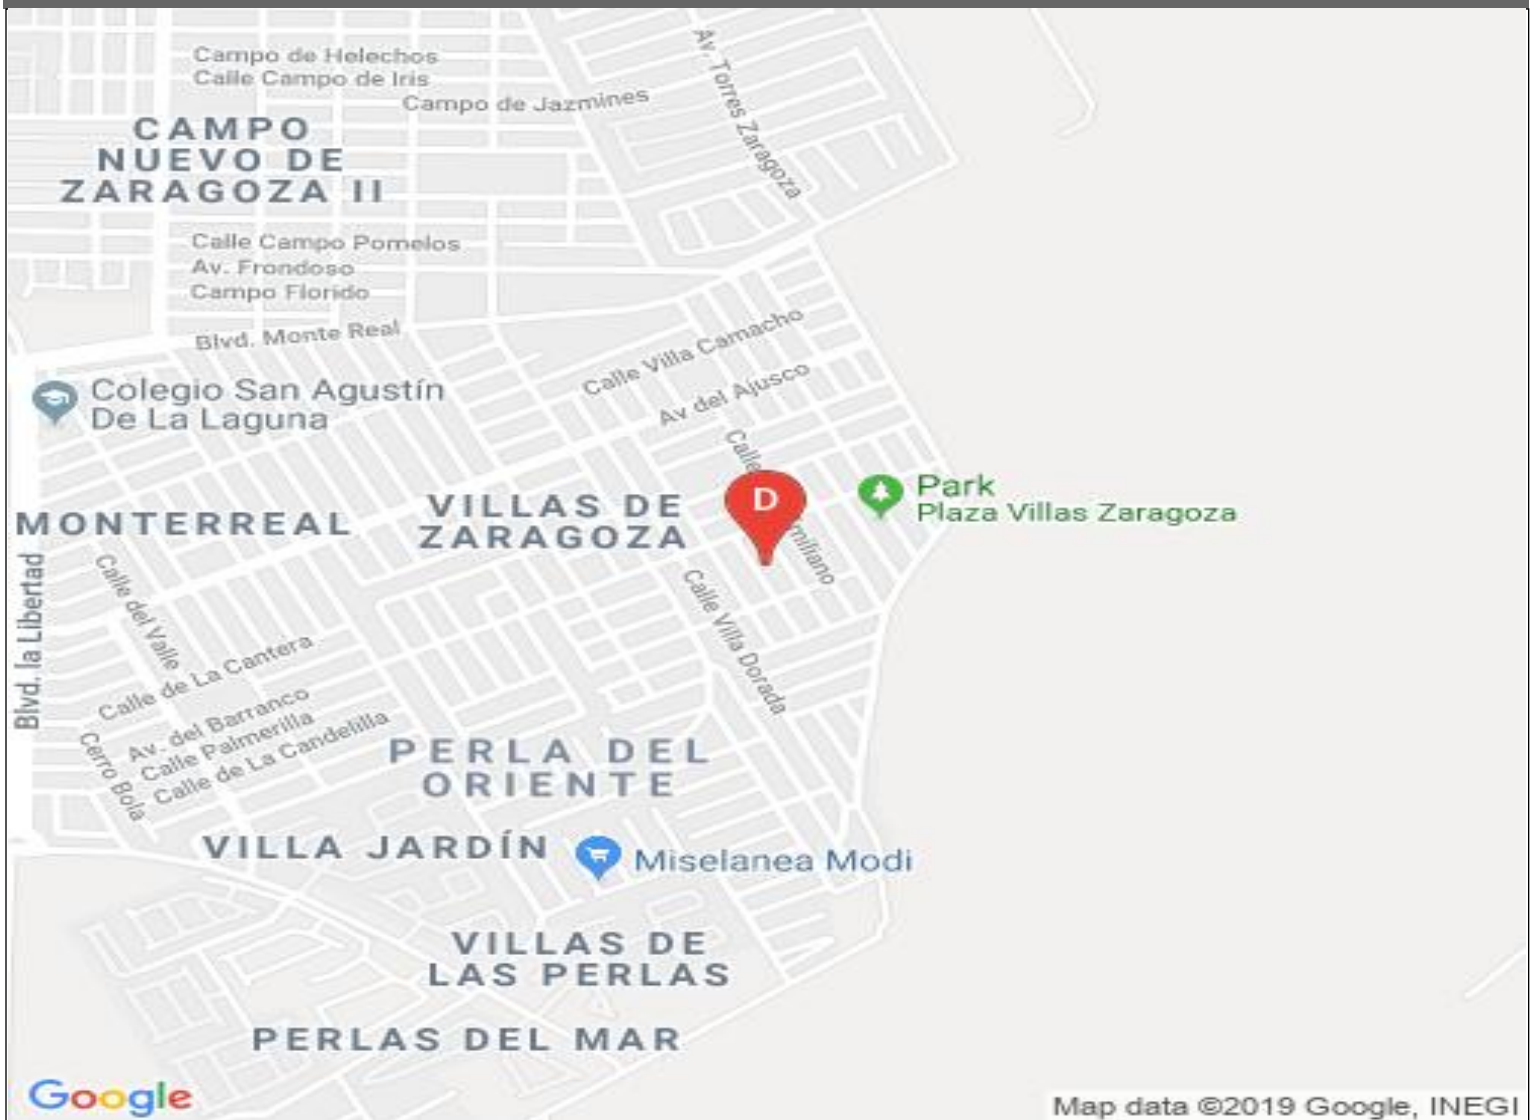 Campo de Helechos
Calle Campo de Iris
Campo de Jazmines
Av. Torres Zaragoza
CAMPO
NUEVO DE
ZARAGOZA II
Calle Campo Pomelos
Av. Frondoso
Campo Florido
Blvd. Monte Real
Calle Villa Camacho
Av del Ajusco
Colegio San Agustín
De La Laguna
Calle
D
miliano
Park
Plaza Villas Zaragoza
VILLAS DE
ZARAGOZA
MONTERREAL
Blvd. la Libertad
Calle del Valle
Calle Villa Dorada
Calle de La Cantera
Av. del Barranco
Calle Palmerilla
Calle de La Candelilla
Cerro Bola
PERLA DEL
ORIENTE
VILLA JARDÍN
Miselanea Modi
VILLAS DE
LAS PERLAS
PERLAS DEL MAR
Google
Map data ©2019 Google, INEGI